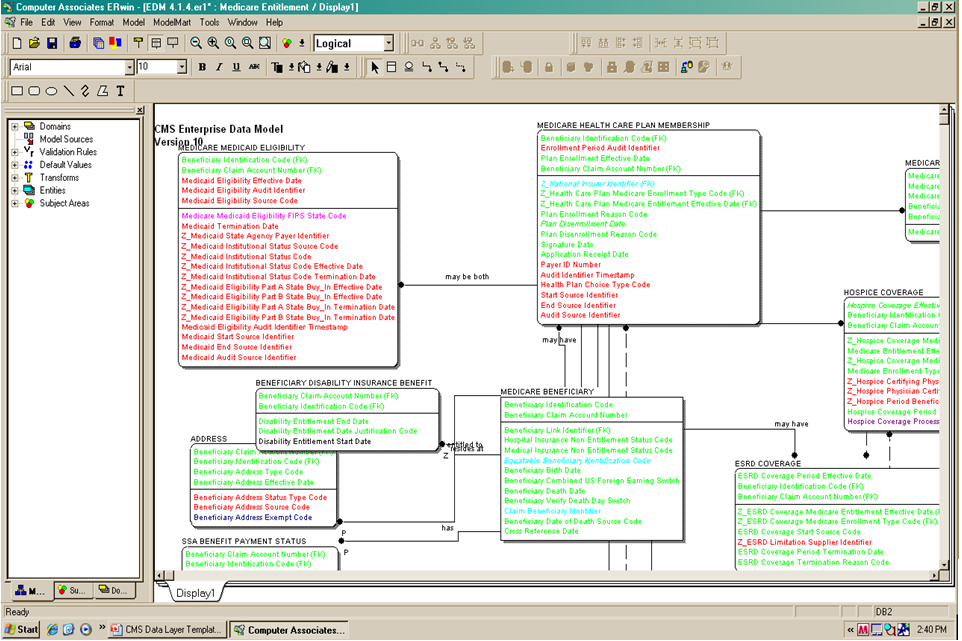 Computer Associates ERwin - [EDM 4.1.4.er1* : Medicare Entitlement / Display1]
File Edit View Format Model ModelMart Tools Window Help
Logical
Arial 10 B I U ABC
T
Domains
Model Sources
Validation Rules
Default Values
Transforms
Entities
Subject Areas
M... Su... Do...
CMS Enterprise Data Model
Version 10
MEDICARE MEDICAID ELIGIBILITY
Beneficiary Identification Code (FK)
Beneficiary Claim Account Number (FK)
Medicaid Eligibility Effective Date
Medicaid Eligibility Audit Identifier
Medicaid Eligibility Source Code
Medicare Medicaid Eligibility FIPS State Code
Medicaid Termination Date
Z_Medicaid State Agency Payer Identifier
Z_Medicaid Institutional Status Source Code
Z_Medicaid Institutional Status Code
Z_Medicaid Institutional Status Code Effective Date
Z_Medicaid Institutional Status Code Termination Date
Z_Medicaid Eligibility Part A State Buy_In Effective Date
Z_Medicaid Eligibility Part B State Buy_In Effective Date
Z_Medicaid Eligibility Part A State Buy_In Termination Date
Z_Medicaid Eligibility Part B State Buy_In Termination Date
Medicaid Eligibility Audit Identifier Timestamp
Medicaid Start Source Identifier
Medicaid End Source Identifier
Medicaid Audit Source Identifier
may be both
MEDICARE HEALTH CARE PLAN MEMBERSHIP
Beneficiary Identification Code (FK)
Enrollment Period Audit Identifier
Plan Enrollment Effective Date
Beneficiary Claim Account Number (FK)
Z_National Insurer Identifier (FK)
Z_Health Care Plan Medicare Enrollment Type Code (FK)
Z_Health Care Plan Medicare Entitlement Effective Date (FK)
Plan Enrollment Reason Code
Plan Disenrollment Date
Plan Disenrollment Reason Code
Signature Date
Application Receipt Date
Payer ID Number
Audit Identifier Timestamp
Health Plan Choice Type Code
Start Source Identifier
End Source Identifier
Audit Source Identifier
may have
MEDICAR
Medicare
Medicare
Medicare
Beneficia
Beneficia
Medicare
HOSPICE COVERAGE
Hospice Coverage Effectiv
Beneficiary Identification
Beneficiary Claim Accoun
Z_Hospice Coverage Medi
Medicare Entitlement Effe
Medicare Enrollment Type
Z_Hospice Certifying Phys
Z_Hospice Physician Certi
Z_Hospice Period Benefic
Hospice Coverage Period
Hospice Coverage Process
BENEFICIARY DISABILITY INSURANCE BENEFIT
Beneficiary Claim Account Number (FK)
Beneficiary Identification Code (FK)
Disability Entitlement End Date
Disability Entitlement Date Justification Code
Disability Entitlement Start Date
entitled to
resides at
Z
ADDRESS
Beneficiary Claim Account Number (FK)
Beneficiary Identification Code (FK)
Beneficiary Address Type Code
Beneficiary Address Effective Date
Beneficiary Address Status Type Code
Beneficiary Address Source Code
Beneficiary Address Exempt Code
P
has
P
SSA BENEFIT PAYMENT STATUS
Beneficiary Claim Account Number (FK)
Beneficiary Identification Code (FK)
MEDICARE BENEFICIARY
Beneficiary Identification Code
Beneficiary Claim Account Number
Beneficiary Link Identifier (FK)
Hospital Insurance Non Entitlement Status Code
Medical Insurance Non Entitlement Status Code
Equatable Beneficiary Identification Code
Beneficiary Birth Date
Beneficiary Combined US Foreign Earning Switch
Beneficiary Death Date
Beneficiary Verify Death Day Switch
Claim Beneficiary Identifier
Beneficiary Date of Death Source Code
Cross Reference Date
may have
ESRD COVERAGE
ESRD Coverage Period Effective Date
Beneficiary Identification Code (FK)
Beneficiary Claim Account Number (FK)
Z_ESRD Coverage Medicare Entitlement Effective Date (FK)
Z_ESRD Coverage Medicare Enrollment Type Code (FK)
ESRD Coverage Start Source Code
Z_ESRD Limitation Supplier Identifier
ESRD Coverage Period Termination Date
ESRD Coverage Termination Reason Code
Display1
Ready DB2
Start CMS Data Layer Templat... Computer Associates... 2:40 PM